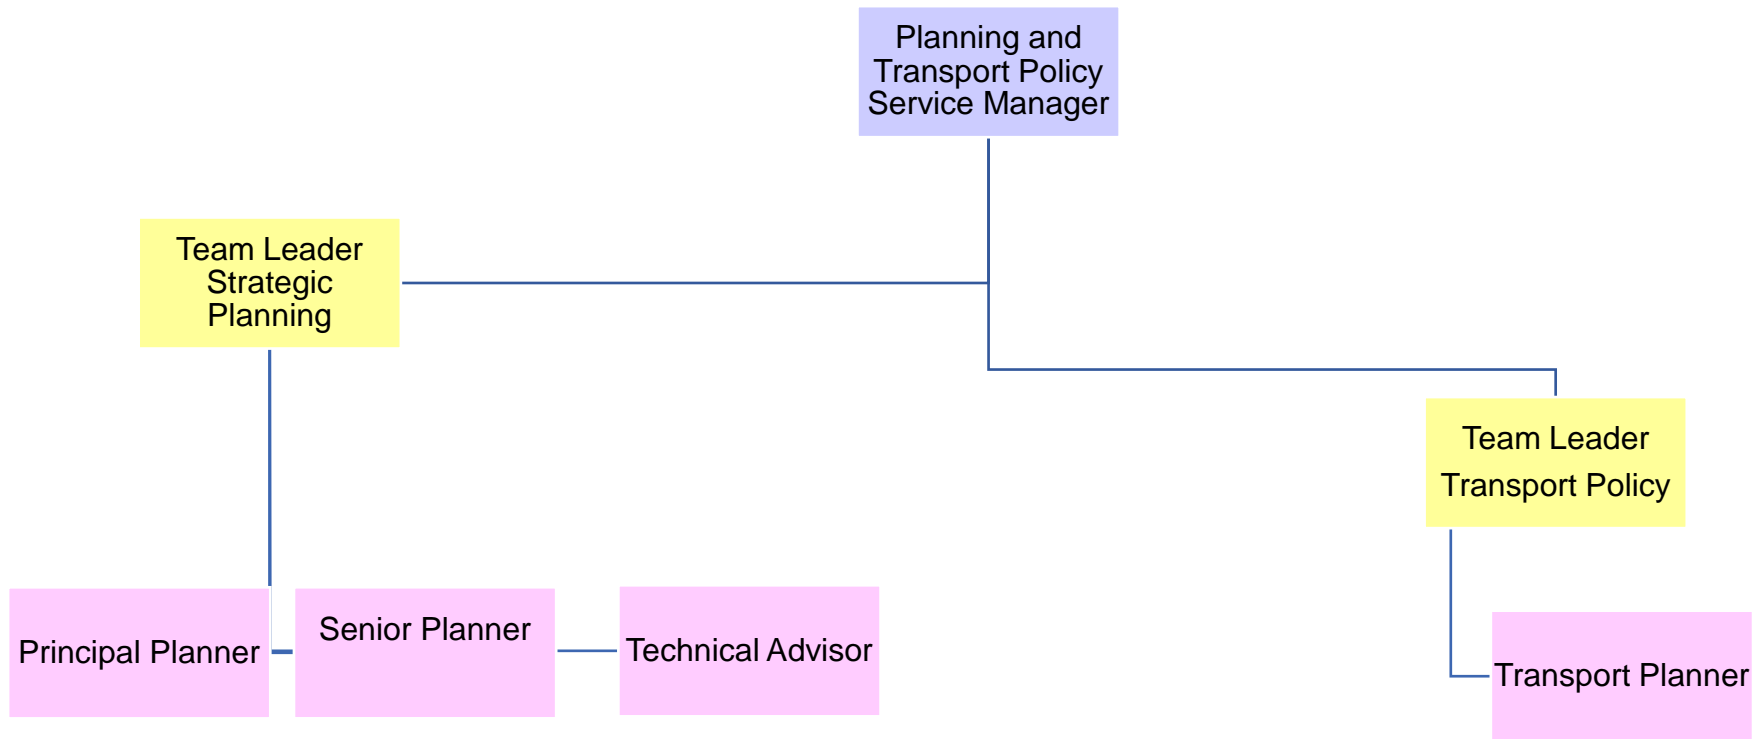 Planning and
Transport Policy
Service Manager
Team Leader
Strategic
Planning
Team Leader
Transport Policy
Principal Planner
Senior Planner
Technical Advisor
Transport Planner